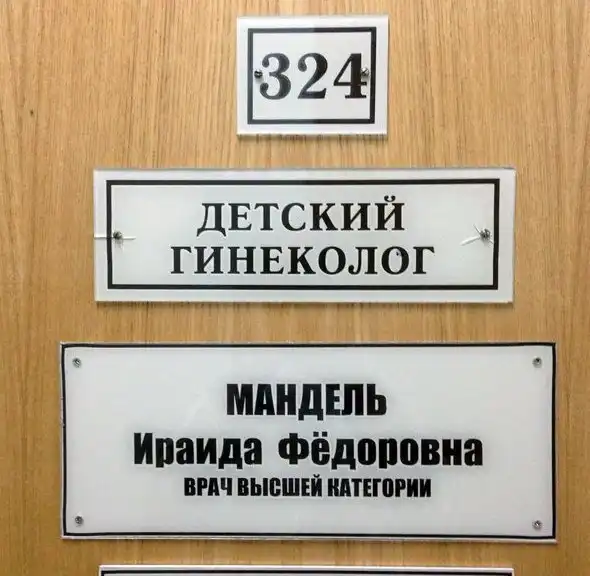 324
ДЕТСКИЙ
ГИНЕКОЛОГ
МАНДЕЛЬ
Ираида Фёдоровна
ВРАЧ ВЫСШЕЙ КАТЕГОРИИ